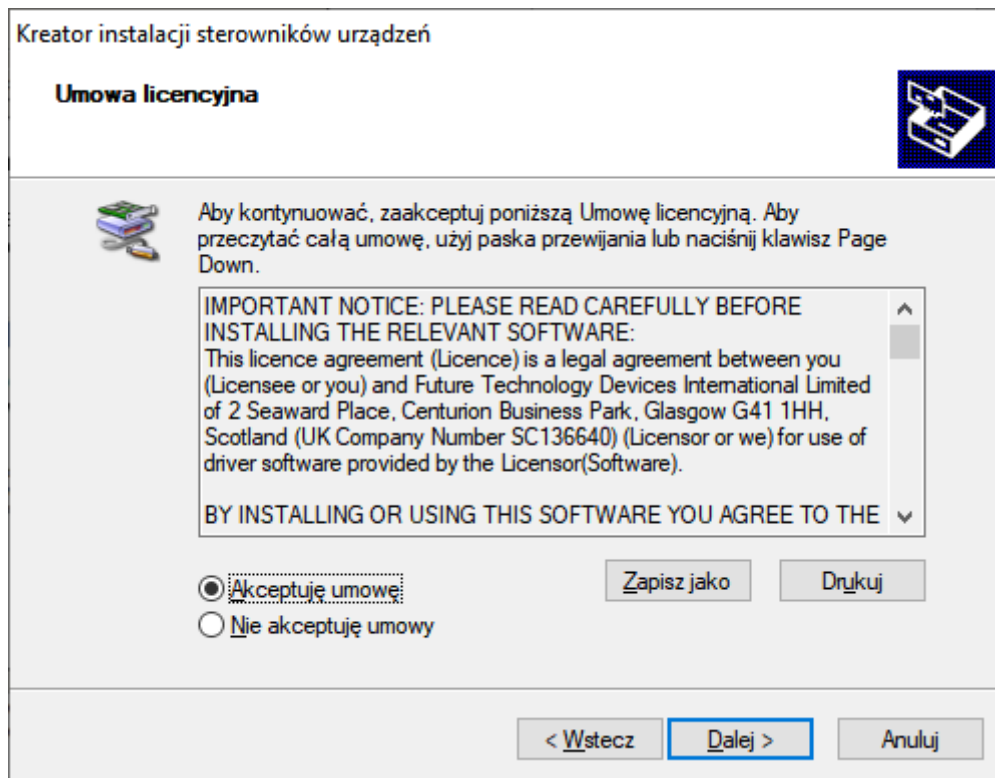 Kreator instalacji sterowników urządzeń
Umowa licencyjna
Aby kontynuować, zaakceptuj poniższą Umowę licencyjną. Aby
przeczytać całą umowę, użyj paska przewijania lub naciśnij klawisz Page
Down.
IMPORTANT NOTICE: PLEASE READ CAREFULLY BEFORE
INSTALLING THE RELEVANT SOFTWARE:
This licence agreement (Licence) is a legal agreement between you
(Licensee or you) and Future Technology Devices International Limited
of 2 Seaward Place, Centurion Business Park, Glasgow G41 1HH,
Scotland (UK Company Number SC136640) (Licensor or we) for use of
driver software provided by the Licensor(Software).
BY INSTALLING OR USING THIS SOFTWARE YOU AGREE TO THE
Akceptuję umowę
Zapisz jako
Drukuj
Nie akceptuję umowy
< Wstecz
Dalej >
Anuluj